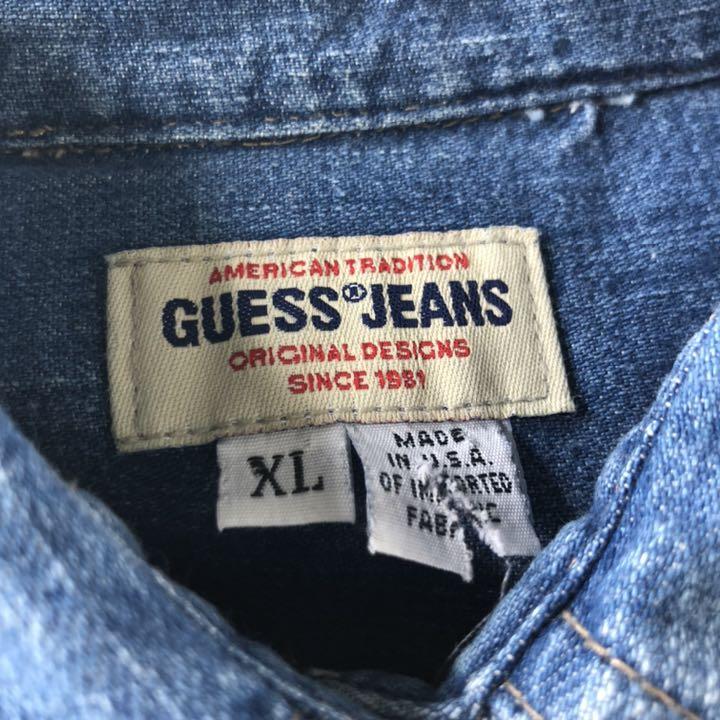 AMERICAN TRADITION
GUESS® JEANS
ORIGINAL DESIGNS
SINCE 1981
XL
MADE
IN U.S.A.
OF IMPORTED